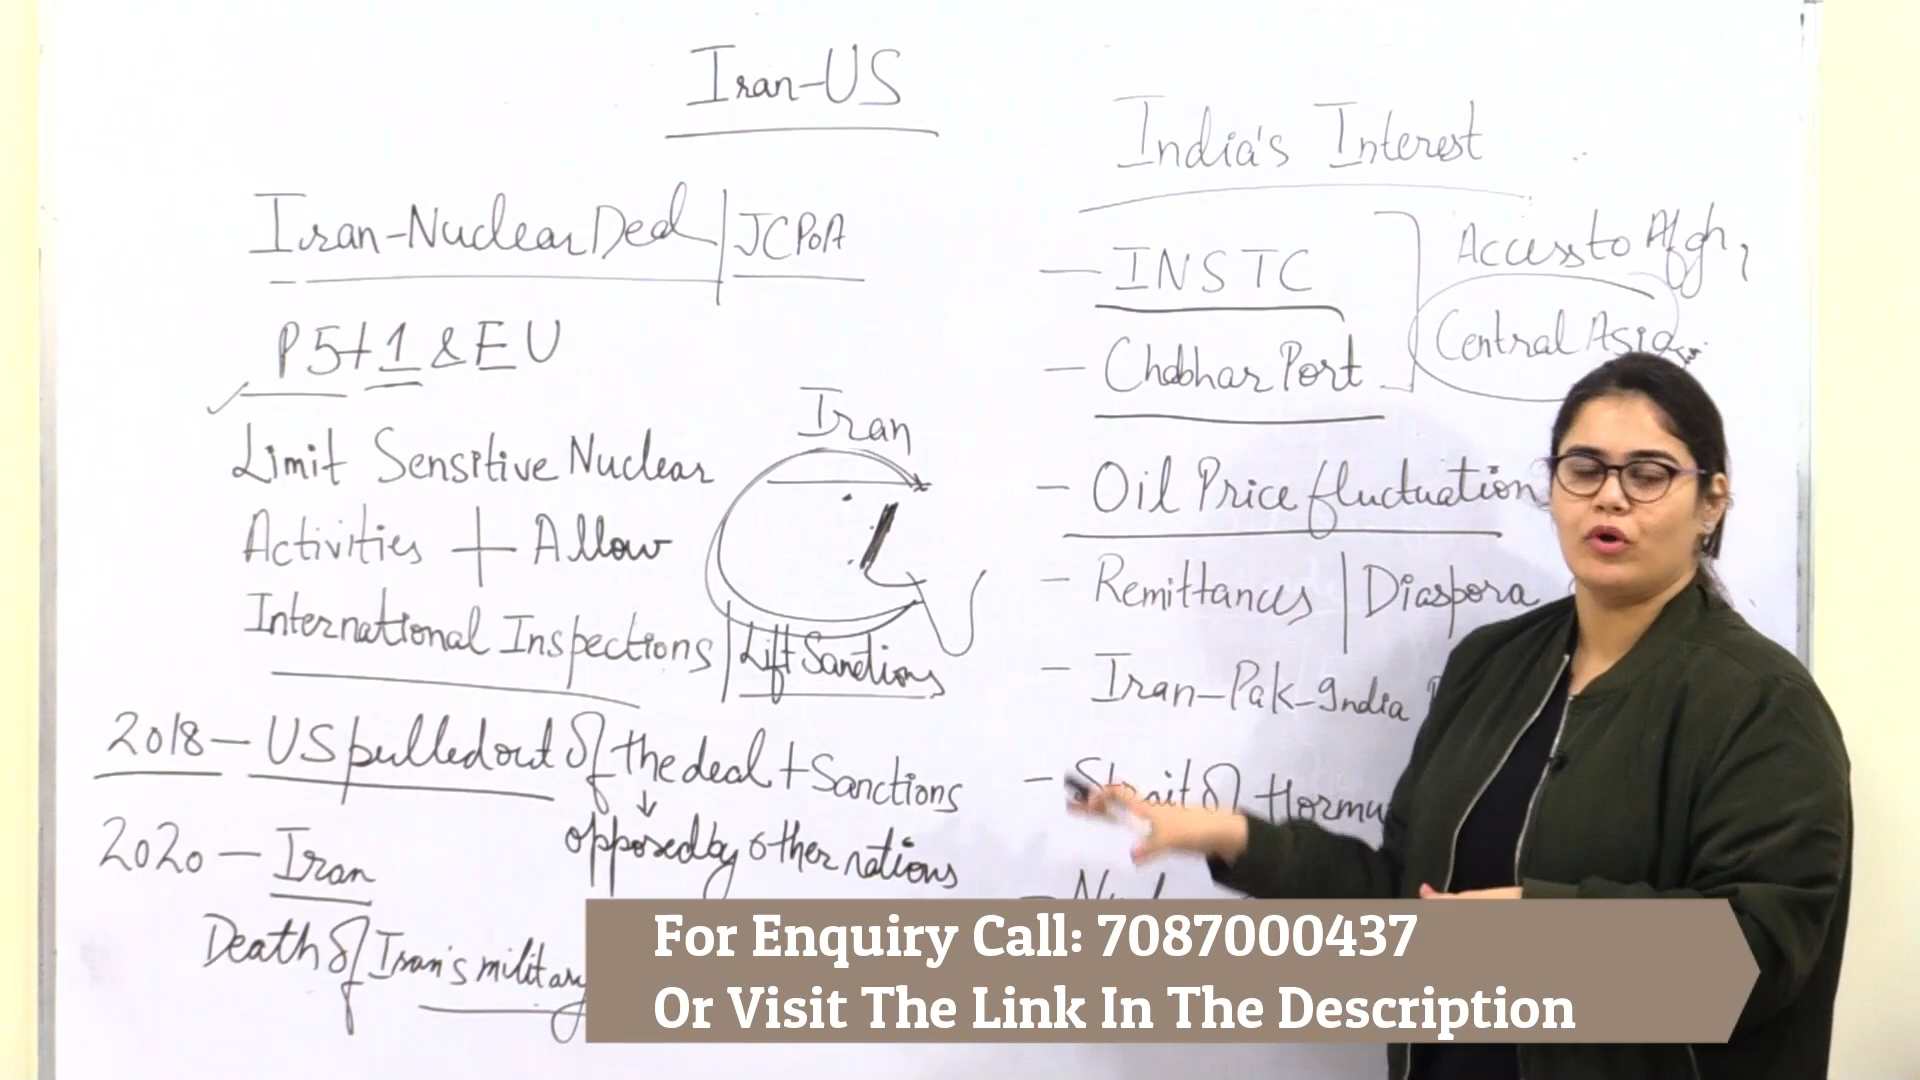 Iran-US
Iran-Nuclear Deal | JCPOA
P5+1 & EU
Limit Sensitive Nuclear
Activities + Allow
International Inspections | Lift Sanctions
Iran
2018 - US pulled out of the deal + Sanctions
opposed by other nations
2020 - Iran
Death of Iran's military
India's Interest
- INSTC
- Chabhar Port
Access to Afgh,
Central Asia
- Oil Price fluctuation
- Remittances | Diaspora
- Iran-Pak-India
- Strait of Hormu
For Enquiry Call: 7087000437
Or Visit The Link In The Description